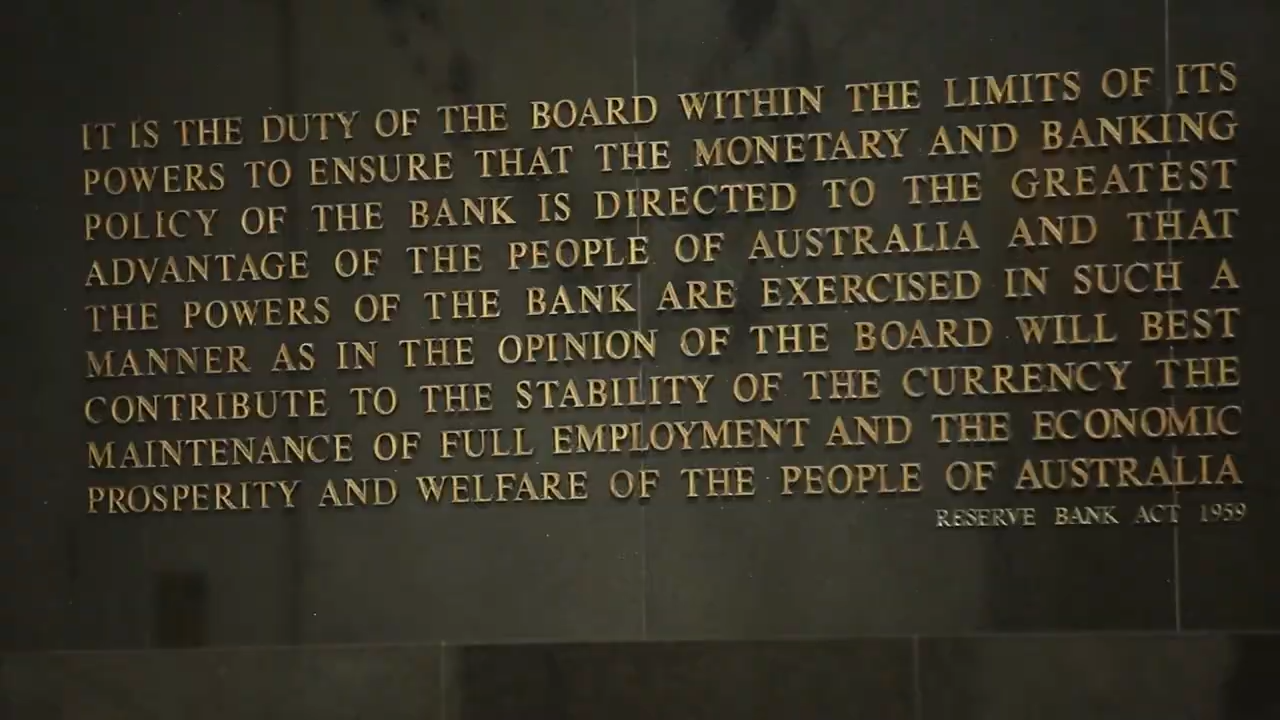 IT IS THE DUTY OF THE BOARD WITHIN THE LIMITS OF ITS
POWERS TO ENSURE THAT THE MONETARY AND BANKING
POLICY OF THE BANK IS DIRECTED TO THE GREATEST
ADVANTAGE OF THE PEOPLE OF AUSTRALIA AND THAT
THE POWERS OF THE BANK ARE EXERCISED IN SUCH A
MANNER AS IN THE OPINION OF THE BOARD WILL BEST
CONTRIBUTE TO THE STABILITY OF THE CURRENCY THE
MAINTENANCE OF FULL EMPLOYMENT AND THE ECONOMIC
PROSPERITY AND WELFARE OF THE PEOPLE OF AUSTRALIA
RESERVE BANK ACT 1959